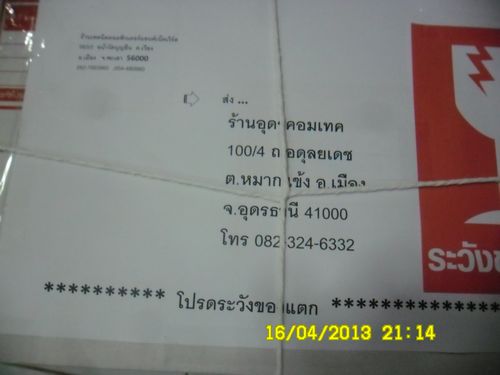 56000
ส่ง ...
ร้านอุดรคอมเทค
100/4 ถ.อดุลยเดช
ต.หมากแข้ง อ.เมือง
จ.อุดรธานี 41000
โทร 082-324-6332
ระวัง
********** โปรดระวังของแตก **********
16/04/2013 21:14